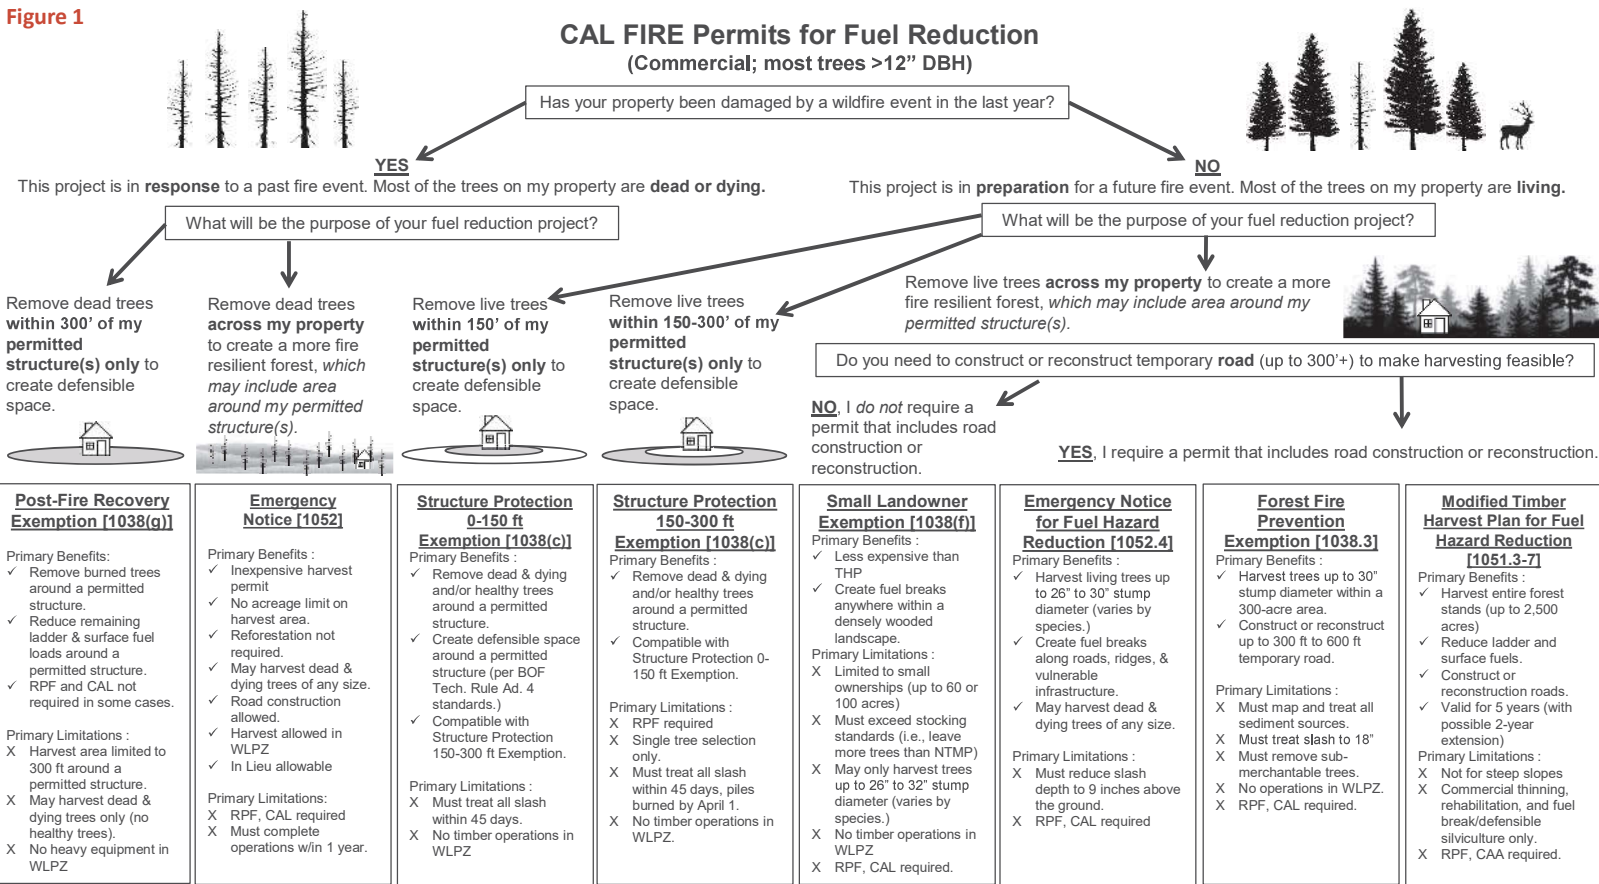 Figure 1
CAL FIRE Permits for Fuel Reduction
(Commercial; most trees >12” DBH)
Has your property been damaged by a wildfire event in the last year?
YES
This project is in response to a past fire event. Most of the trees on my property are dead or dying.
What will be the purpose of your fuel reduction project?
NO
This project is in preparation for a future fire event. Most of the trees on my property are living.
What will be the purpose of your fuel reduction project?
Remove dead trees
within 300’ of my
permitted
structure(s) only to
create defensible
space.
Remove dead trees
across my property
to create a more fire
resilient forest, which
may include area
around my permitted
structure(s).
Remove live trees
within 150’ of my
permitted
structure(s) only to
create defensible
space.
Remove live trees
within 150-300’ of my
permitted
structure(s) only to
create defensible
space.
Remove live trees across my property to create a more
fire resilient forest, which may include area around my
permitted structure(s).
Do you need to construct or reconstruct temporary road (up to 300’+) to make harvesting feasible?
NO, I do not require a
permit that includes road
construction or
reconstruction.
YES, I require a permit that includes road construction or reconstruction.
Post-Fire Recovery
Exemption [1038(g)]
Primary Benefits:
✓ Remove burned trees
around a permitted
structure.
✓ Reduce remaining
ladder & surface fuel
loads around a
permitted structure.
✓ RPF and CAL not
required in some cases.
Primary Limitations :
X Harvest area limited to
300 ft around a
permitted structure.
X May harvest dead &
dying trees only (no
healthy trees).
X No heavy equipment in
WLPZ
Emergency
Notice [1052]
Primary Benefits :
✓ Inexpensive harvest
permit
✓ No acreage limit on
harvest area.
✓ Reforestation not
required.
✓ May harvest dead &
dying trees of any size.
✓ Road construction
allowed.
✓ Harvest allowed in
WLPZ
✓ In Lieu allowable
Primary Limitations:
X RPF, CAL required
X Must complete
operations w/in 1 year.
Structure Protection
0-150 ft
Exemption [1038(c)]
Primary Benefits :
✓ Remove dead & dying
and/or healthy trees
around a permitted
structure.
✓ Create defensible space
around a permitted
structure (per BOF
Tech. Rule Ad. 4
standards.)
✓ Compatible with
Structure Protection
150-300 ft Exemption.
Primary Limitations :
X Must treat all slash
within 45 days.
X No timber operations in
WLPZ
Structure Protection
150-300 ft
Exemption [1038(c)]
Primary Benefits :
✓ Remove dead & dying
and/or healthy trees
around a permitted
structure.
✓ Compatible with
Structure Protection 0-
150 ft Exemption.
Primary Limitations :
X RPF required
X Single tree selection
only.
X Must treat all slash
within 45 days, piles
burned by April 1.
X No timber operations in
WLPZ.
Small Landowner
Exemption [1038(f)]
Primary Benefits :
✓ Less expensive than
THP
✓ Create fuel breaks
anywhere within a
densely wooded
landscape.
Primary Limitations :
X Limited to small
ownerships (up to 60 or
100 acres)
X Must exceed stocking
standards (i.e., leave
more trees than NTMP)
X May only harvest trees
up to 26” to 32” stump
diameter (varies by
species.)
X No timber operations in
WLPZ
X RPF, CAL required.
Emergency Notice
for Fuel Hazard
Reduction [1052.4]
Primary Benefits :
✓ Harvest living trees up
to 26” to 30” stump
diameter (varies by
species.)
✓ Create fuel breaks
along roads, ridges, &
vulnerable
infrastructure.
✓ May harvest dead &
dying trees of any size.
Primary Limitations:
X Must reduce slash
depth to 9 inches above
the ground.
X RPF, CAL required
Forest Fire
Prevention
Exemption [1038.3]
Primary Benefits :
✓ Harvest trees up to 30”
stump diameter within a
300-acre area.
✓ Construct or reconstruct
up to 300 ft to 600 ft
temporary road.
Primary Limitations :
X Must map and treat all
sediment sources.
X Must treat slash to 18”
X Must remove sub-
merchantable trees.
X No operations in WLPZ.
X RPF, CAL required.
Modified Timber
Harvest Plan for Fuel
Hazard Reduction
[1051.3-7]
Primary Benefits :
✓ Harvest entire forest
stands (up to 2,500
acres)
✓ Reduce ladder and
surface fuels.
✓ Construct or
reconstruction roads.
✓ Valid for 5 years (with
possible 2-year
extension)
Primary Limitations :
X Not for steep slopes
X Commercial thinning,
rehabilitation, and fuel
break/defensible
silviculture only.
X RPF, CAA required.